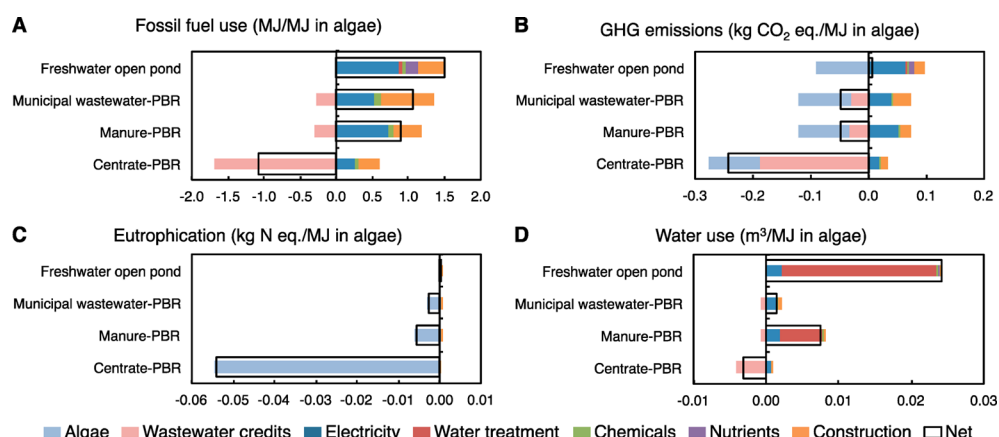 A
Fossil fuel use (MJ/MJ in algae)
Freshwater open pond
Municipal wastewater-PBR
Manure-PBR
Centrate-PBR
-2.0 -1.5 -1.0 -0.5 0.0 0.5 1.0 1.5 2.0
B
GHG emissions (kg CO₂ eq./MJ in algae)
Freshwater open pond
Municipal wastewater-PBR
Manure-PBR
Centrate-PBR
-0.3 -0.2 -0.1 0.0 0.1 0.2
C
Eutrophication (kg N eq./MJ in algae)
Freshwater open pond
Municipal wastewater-PBR
Manure-PBR
Centrate-PBR
-0.06 -0.05 -0.04 -0.03 -0.02 -0.01 0.00 0.01
D
Water use (m³/MJ in algae)
Freshwater open pond
Municipal wastewater-PBR
Manure-PBR
Centrate-PBR
-0.01 0.00 0.01 0.02 0.03
Algae Wastewater credits Electricity Water treatment Chemicals Nutrients Construction Net